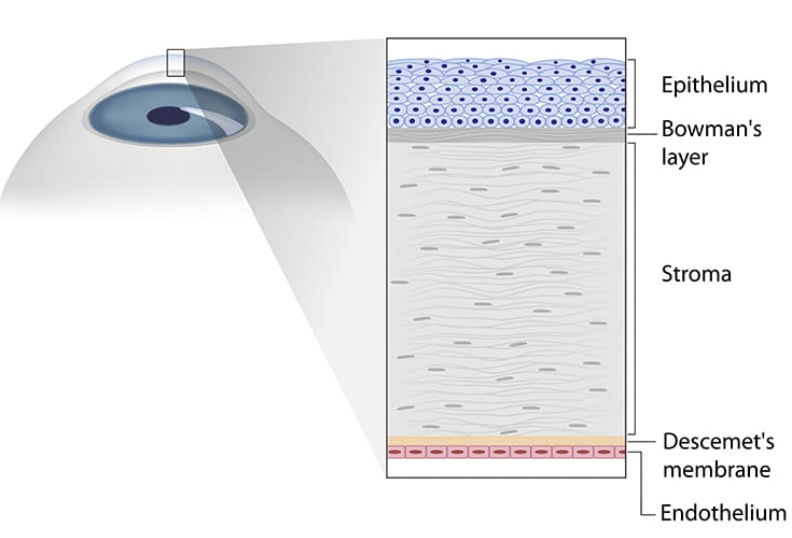 Epithelium
Bowman's
layer
Stroma
Descemet's
membrane
Endothelium